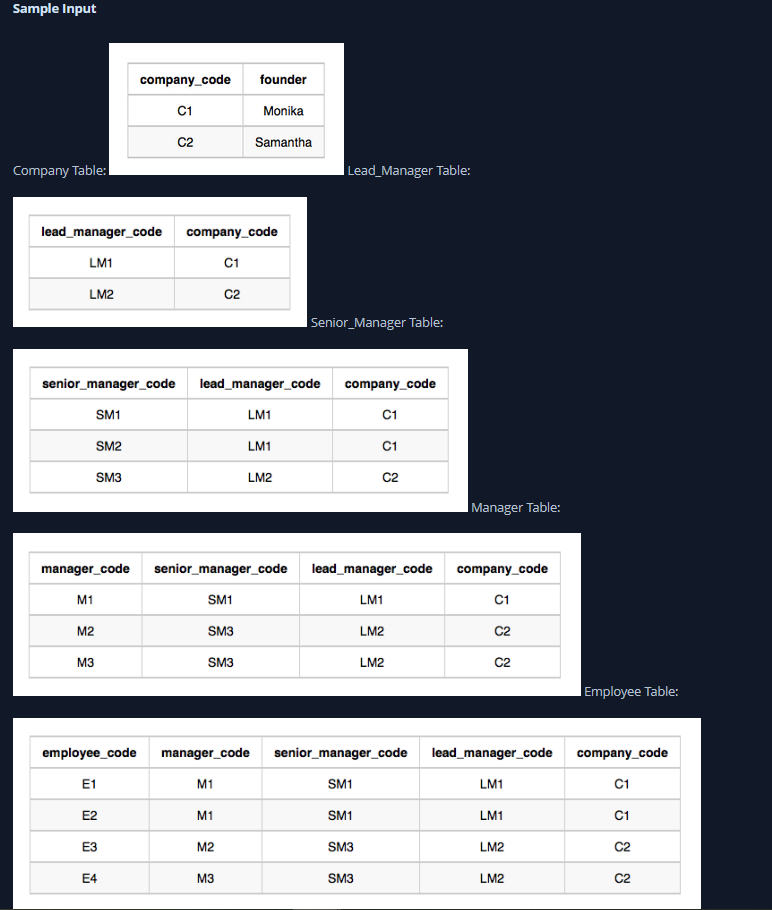 Sample Input
company_code founder
C1 Monika
C2 Samantha
Company Table: Lead_Manager Table:
lead_manager_code company_code
LM1 C1
LM2 C2
Senior_Manager Table:
senior_manager_code lead_manager_code company_code
SM1 LM1 C1
SM2 LM1 C1
SM3 LM2 C2
Manager Table:
manager_code senior_manager_code lead_manager_code company_code
M1 SM1 LM1 C1
M2 SM3 LM2 C2
M3 SM3 LM2 C2
Employee Table:
employee_code manager_code senior_manager_code lead_manager_code company_code
E1 M1 SM1 LM1 C1
E2 M1 SM1 LM1 C1
E3 M2 SM3 LM2 C2
E4 M3 SM3 LM2 C2